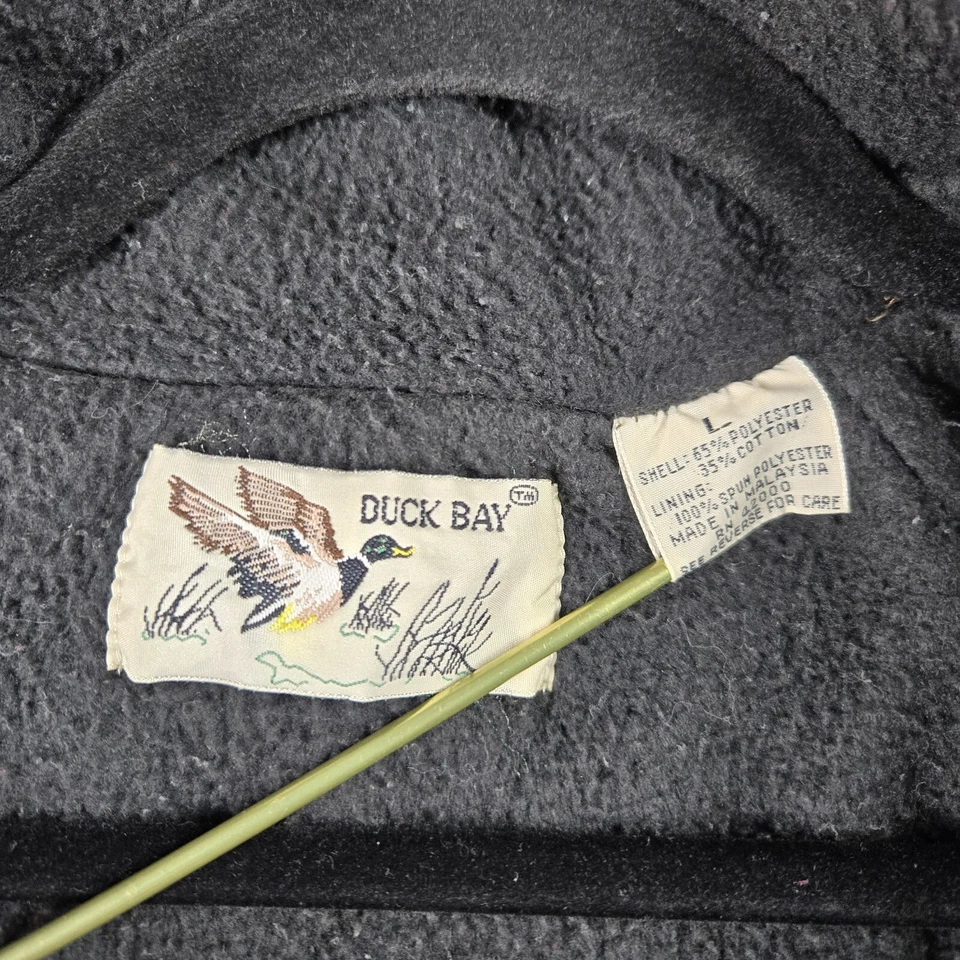 DUCK BAY TM
L
SHELL: 65% POLYESTER
35% COTTON
LINING:
100% SPUN POLYESTER
MADE IN MALAYSIA
RN 42000
SEE REVERSE FOR CARE